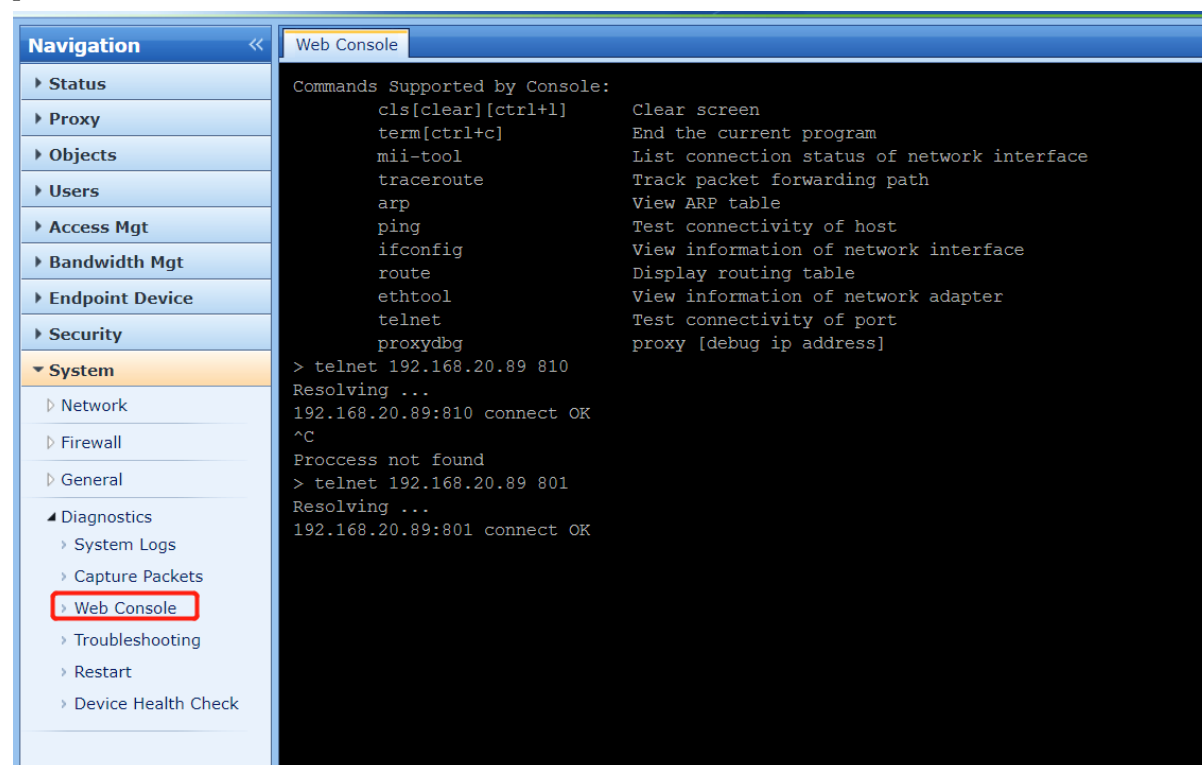 Navigation
Status
Proxy
Objects
Users
Access Mgt
Bandwidth Mgt
Endpoint Device
Security
System
Network
Firewall
General
Diagnostics
System Logs
Capture Packets
Web Console
Troubleshooting
Restart
Device Health Check
Web Console
Commands Supported by Console:
cls[clear][ctrl+l] Clear screen
term[ctrl+c] End the current program
mii-tool List connection status of network interface
traceroute Track packet forwarding path
arp View ARP table
ping Test connectivity of host
ifconfig View information of network interface
route Display routing table
ethtool View information of network adapter
telnet Test connectivity of port
proxydbg proxy [debug ip address]
> telnet 192.168.20.89 810
Resolving ...
192.168.20.89:810 connect OK
^C
Proccess not found
> telnet 192.168.20.89 801
Resolving ...
192.168.20.89:801 connect OK